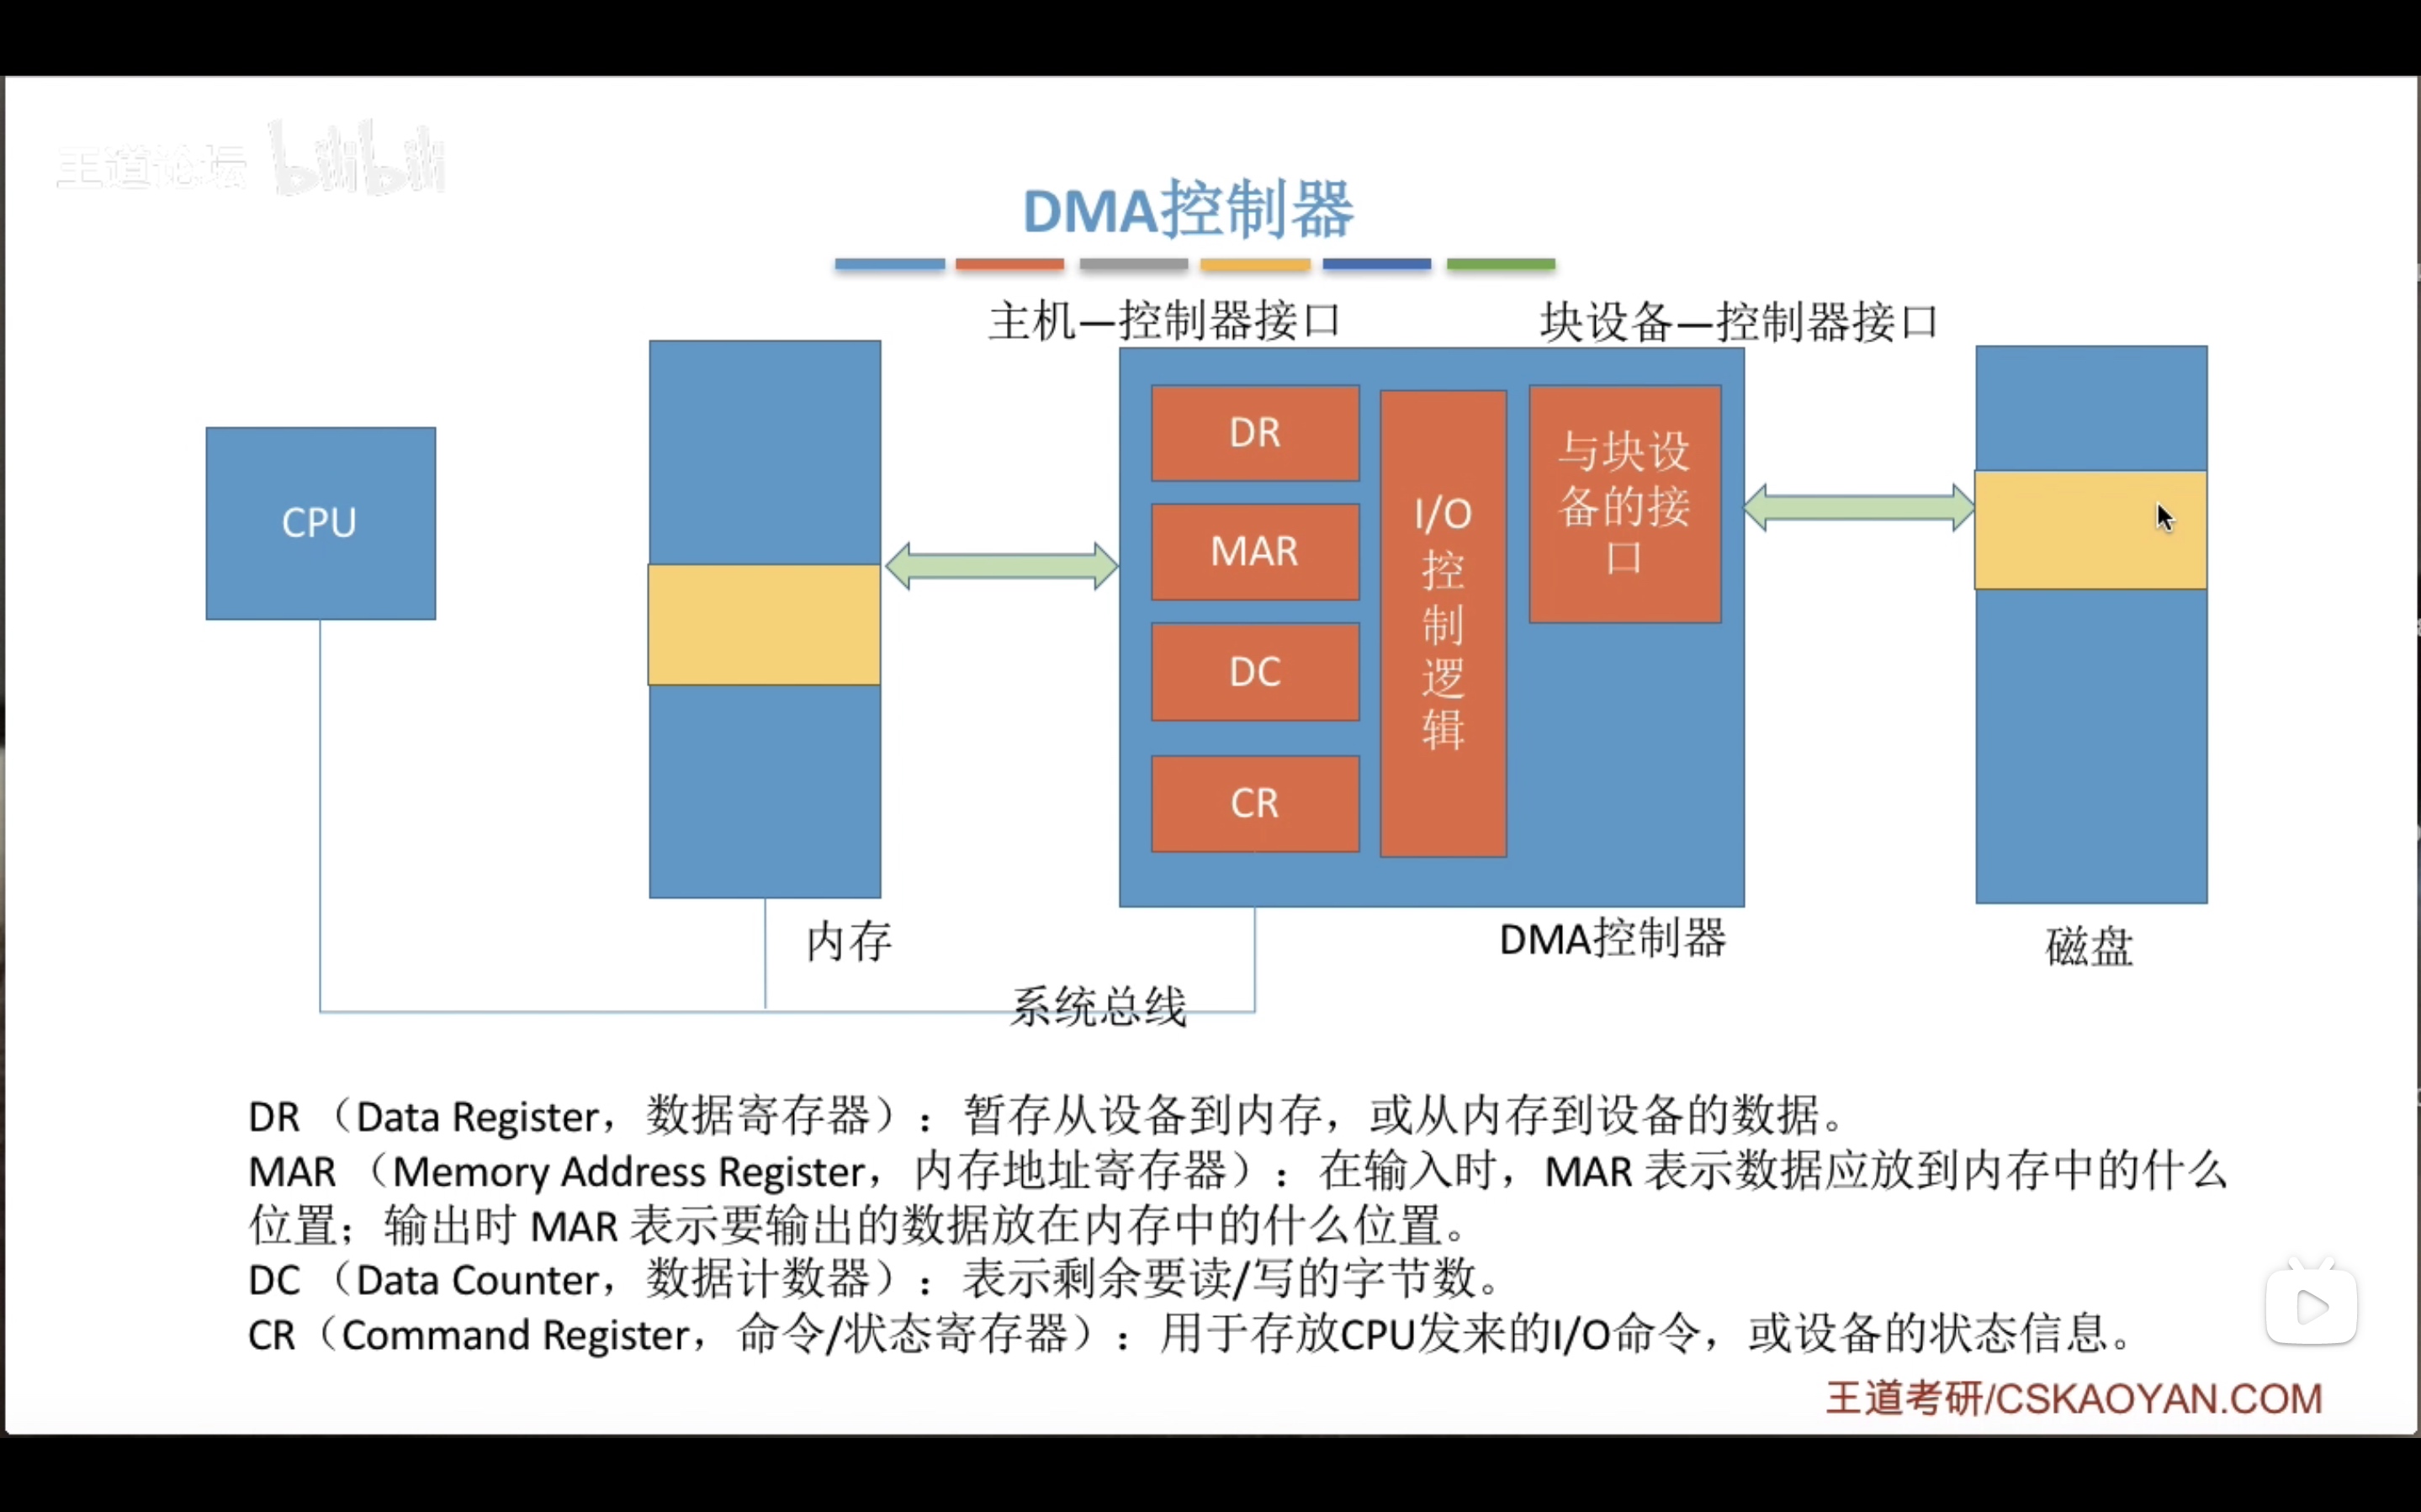 王道论坛 bilibili
DMA控制器
主机—控制器接口
块设备—控制器接口
CPU
DR
MAR
DC
CR
I/O
控
制
逻
辑
与块设
备的接
口
内存
DMA控制器
磁盘
系统总线
DR （Data Register，数据寄存器）：暂存从设备到内存，或从内存到设备的数据。
MAR （Memory Address Register，内存地址寄存器）：在输入时，MAR 表示数据应放到内存中的什么
位置；输出时 MAR 表示要输出的数据放在内存中的什么位置。
DC （Data Counter，数据计数器）：表示剩余要读/写的字节数。
CR（Command Register，命令/状态寄存器）：用于存放CPU发来的I/O命令，或设备的状态信息。
王道考研/CSKAOYAN.COM